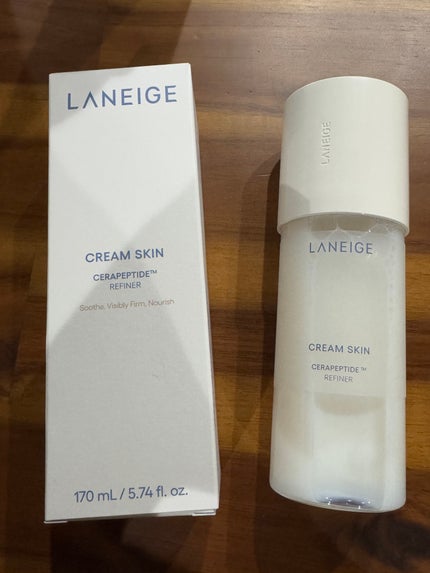 LANEIGE
CREAM SKIN
CERAPEPTIDE™
REFINER
Soothe, Visibly Firm, Nourish
170 mL / 5.74 fl. oz.
LANEIGE
LANEIGE
CREAM SKIN
CERAPEPTIDE™
REFINER